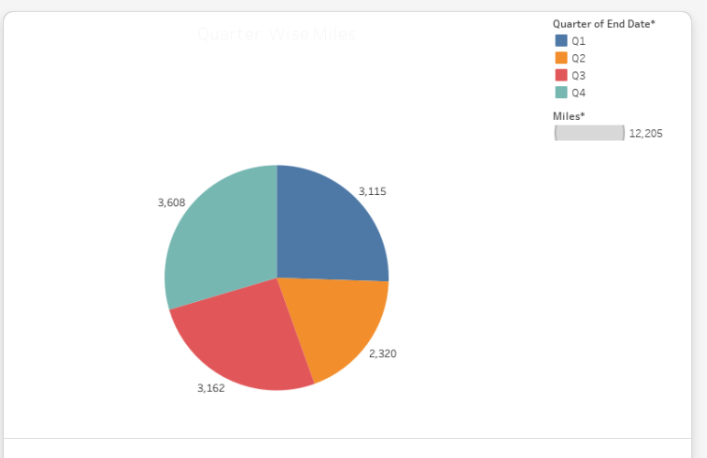 Quarter Wise Miles
Quarter of End Date*
Q1
Q2
Q3
Q4
Miles*
12,205
3,115
3,608
2,320
3,162